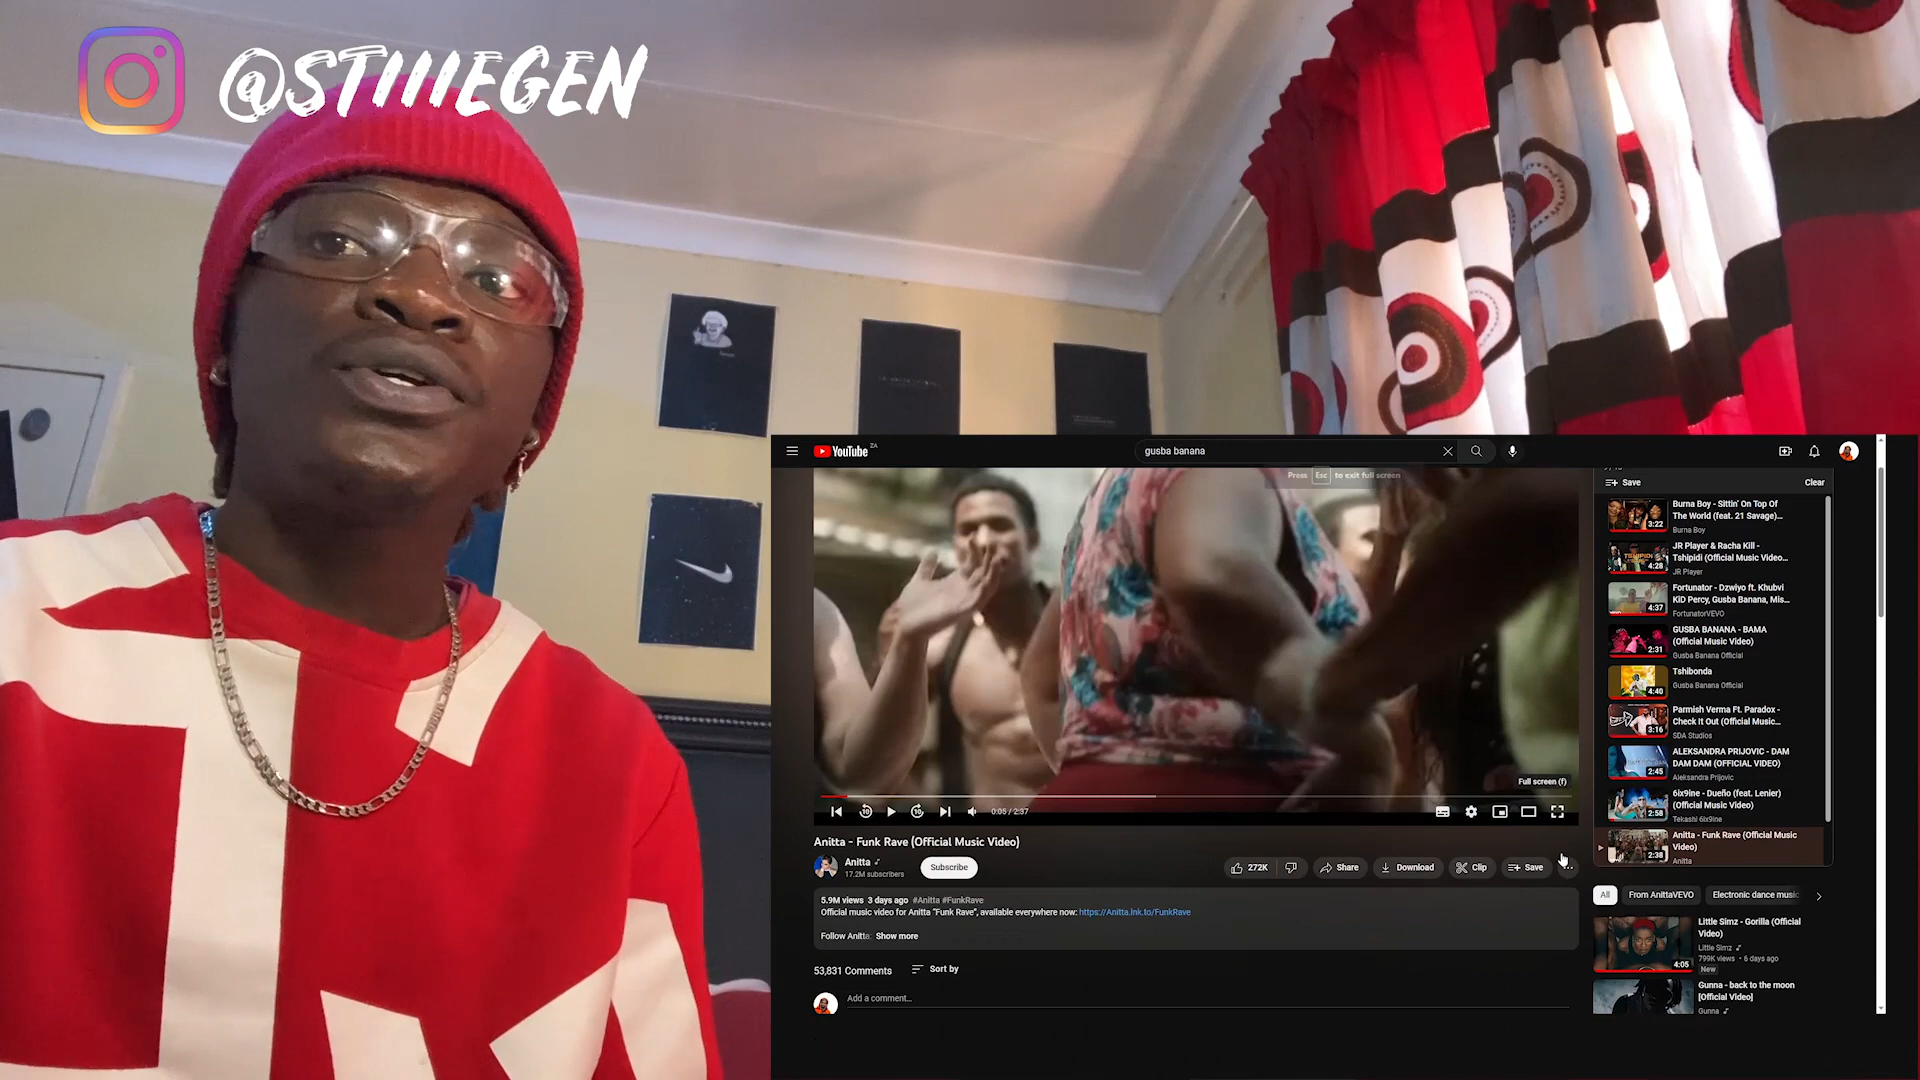 @STIIIEGEN
YouTube ZA
gusba banana
Press Esc to exit full screen
Full screen (f)
0:05 / 2:37
Anitta - Funk Rave (Official Music Video)
Anitta
17.2M subscribers
Subscribe
272K
Share
Download
Clip
Save
5.9M views 3 days ago #Anitta #FunkRave
Official music video for Anitta "Funk Rave", available everywhere now: https://Anitta.lnk.to/FunkRave
Follow Anitta: Show more
53,831 Comments
Sort by
Add a comment...
Save
Clear
3:22
Burna Boy - Sittin' On Top Of
The World (feat. 21 Savage)...
Burna Boy
4:28
JR Player & Racha Kill -
Tshipidi (Official Music Video...
JR Player
4:37
Fortunator - Dzwiyo ft. Khubvi
KiD Percy, Gusba Banana, Mis...
FortunatorVEVO
2:31
GUSBA BANANA - BAMA
(Official Music Video)
Gusba Banana Official
4:40
Tshibonda
Gusba Banana Official
3:16
Parmish Verma Ft. Paradox -
Check It Out (Official Music...
SDA Studios
2:45
ALEKSANDRA PRIJOVIC - DAM
DAM DAM (OFFICIAL VIDEO)
Aleksandra Prijovic
2:58
6ix9ine - Dueño (feat. Lenier)
(Official Music Video)
Tekashi 6ix9ine
2:38
Anitta - Funk Rave (Official Music
Video)
Anitta
All
From AnittaVEVO
Electronic dance music
4:05
Little Simz - Gorilla (Official
Video)
Little Simz
799K views • 6 days ago
New
Gunna - back to the moon
[Official Video]
Gunna